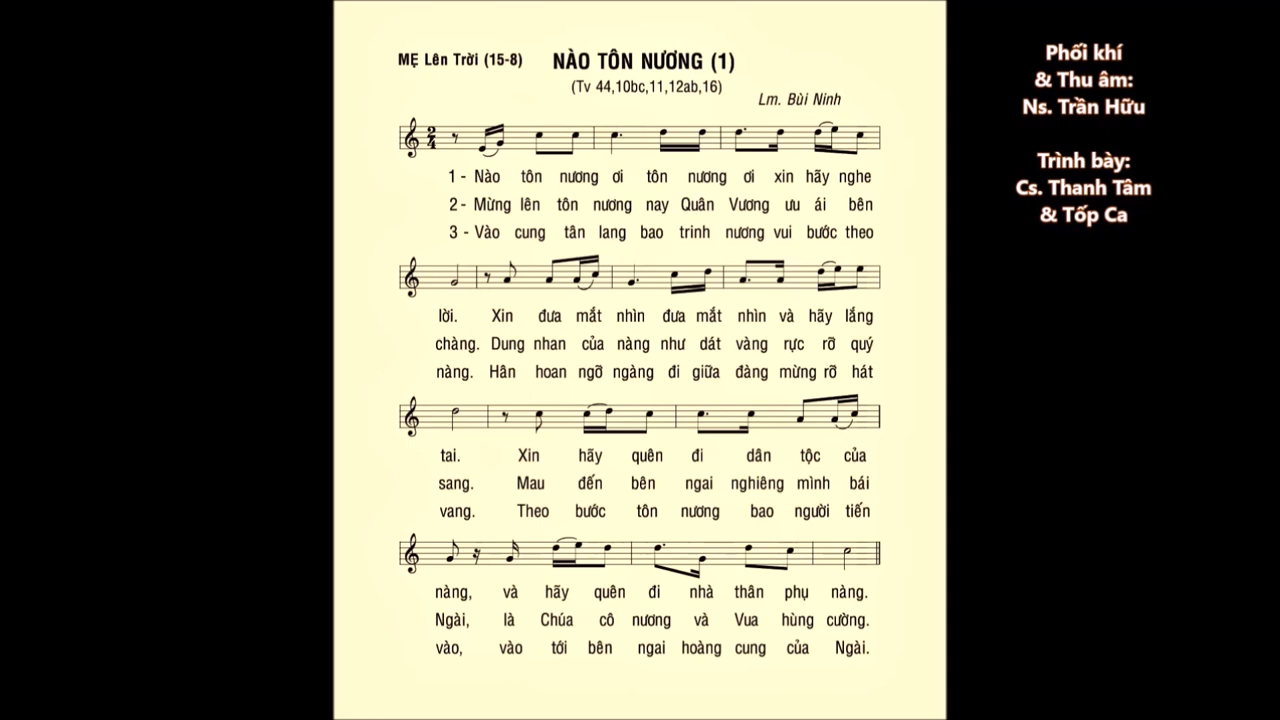 MẸ Lên Trời (15-8)
NÀO TÔN NƯƠNG (1)
(Tv 44,10bc,11,12ab,16)
Lm. Bùi Ninh
2
4
1 - Nào tôn nương ơi tôn nương ơi xin hãy nghe
2 - Mừng lên tôn nương nay Quân Vương ưu ái bên
3 - Vào cung tân lang bao trinh nương vui bước theo
lời. Xin đưa mắt nhìn đưa mắt nhìn và hãy lắng
chàng. Dung nhan của nàng như dát vàng rực rỡ quý
nàng. Hân hoan ngỡ ngàng đi giữa đàng mừng rỡ hát
tai. Xin hãy quên đi dân tộc của
sang. Mau đến bên ngai nghiêng mình bái
vang. Theo bước tôn nương bao người tiến
nàng, và hãy quên đi nhà thân phụ nàng.
Ngài, là Chúa cô nương và Vua hùng cường.
vào, vào tới bên ngai hoàng cung của Ngài.
Phối khí
& Thu âm:
Ns. Trần Hữu
Trình bày:
Cs. Thanh Tâm
& Tốp Ca